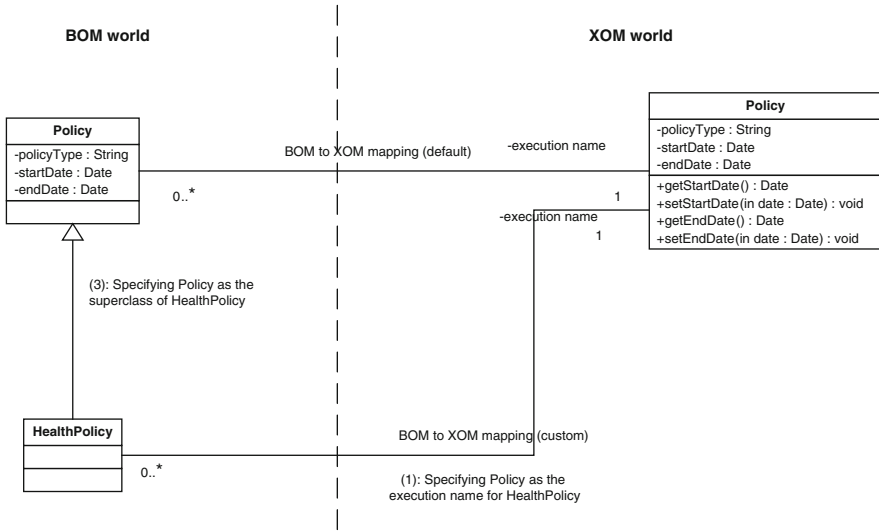 BOM world
XOM world
Policy
-policyType : String
-startDate : Date
-endDate : Date
BOM to XOM mapping (default)
-execution name
0..*
1
Policy
-policyType : String
-startDate : Date
-endDate : Date
+getStartDate() : Date
+setStartDate(in date : Date) : void
+getEndDate() : Date
+setEndDate(in date : Date) : void
-execution name
1
(3): Specifying Policy as the
superclass of HealthPolicy
HealthPolicy
0..*
BOM to XOM mapping (custom)
(1): Specifying Policy as the
execution name for HealthPolicy